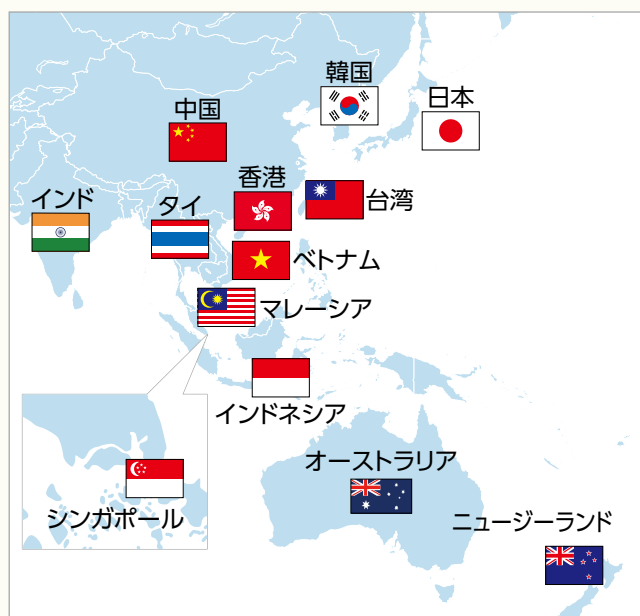 韓国
日本
中国
香港
台湾
インド
タイ
ベトナム
マレーシア
インドネシア
シンガポール
オーストラリア
ニュージーランド